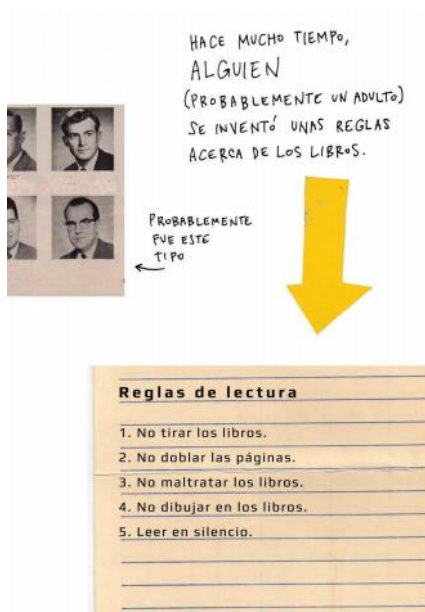 HACE MUCHO TIEMPO,
ALGUIEN
(PROBABLEMENTE UN ADULTO)
SE INVENTÓ UNAS REGLAS
ACERCA DE LOS LIBROS.
PROBABLEMENTE
FUE ESTE
TIPO
Reglas de lectura
1. No tirar los libros.
2. No doblar las páginas.
3. No maltratar los libros.
4. No dibujar en los libros.
5. Leer en silencio.